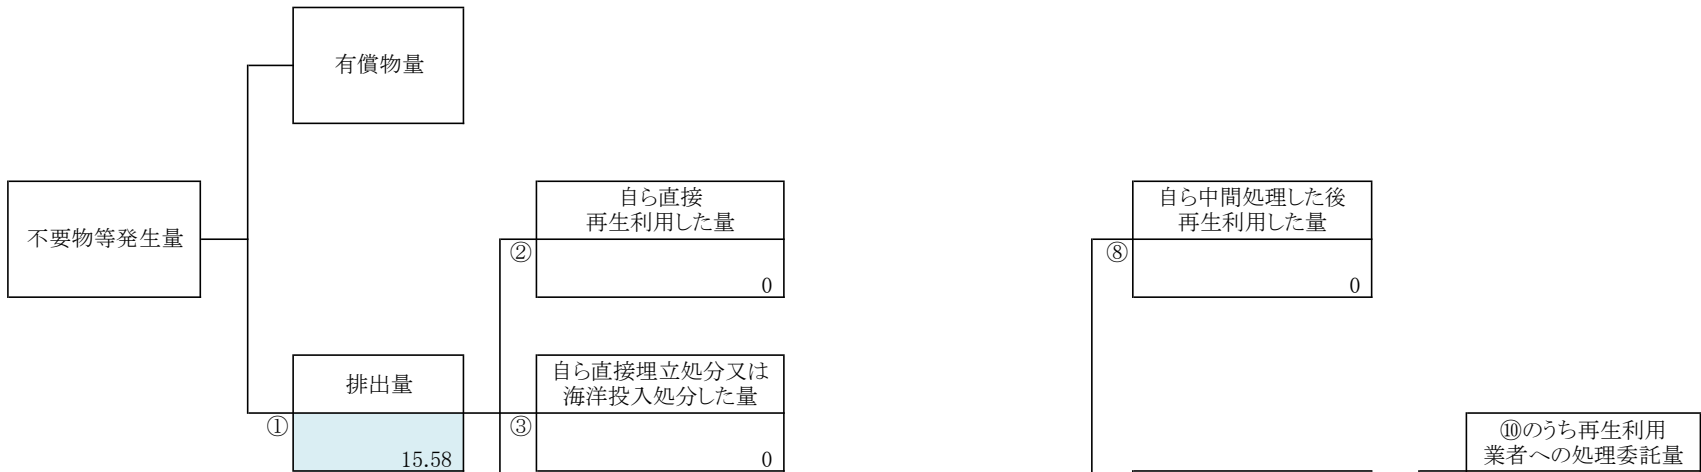 有償物量
不要物等発生量
自ら直接
再生利用した量
②
0
自ら中間処理した後
再生利用した量
⑧
0
排出量
①
15.58
自ら直接埋立処分又は
海洋投入処分した量
③
0
⑩のうち再生利用
業者への処理委託量